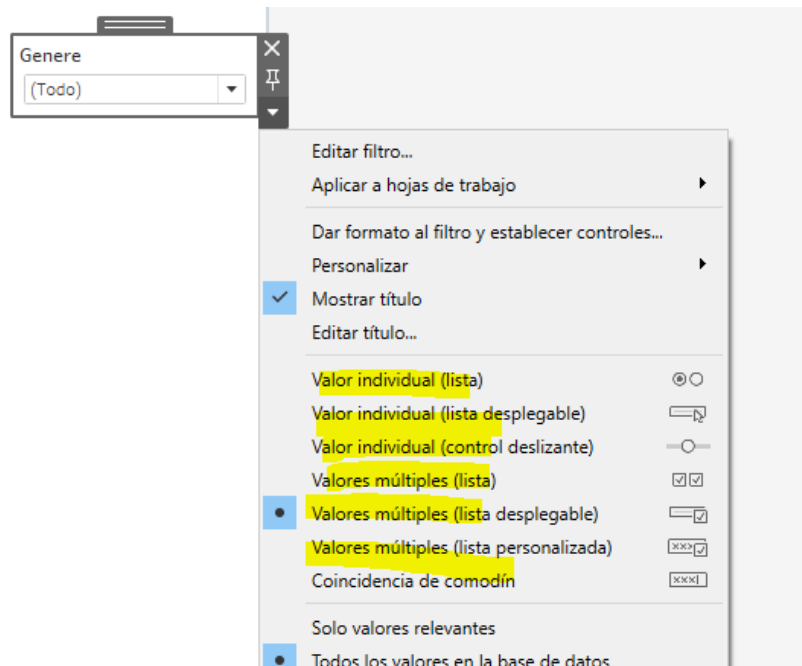 Genere
(Todo)
Editar filtro...
Aplicar a hojas de trabajo
Dar formato al filtro y establecer controles...
Personalizar
Mostrar título
Editar título...
Valor individual (lista)
Valor individual (lista desplegable)
Valor individual (control deslizante)
Valores múltiples (lista)
Valores múltiples (lista desplegable)
Valores múltiples (lista personalizada)
Coincidencia de comodín
Solo valores relevantes
Todos los valores en la base de datos